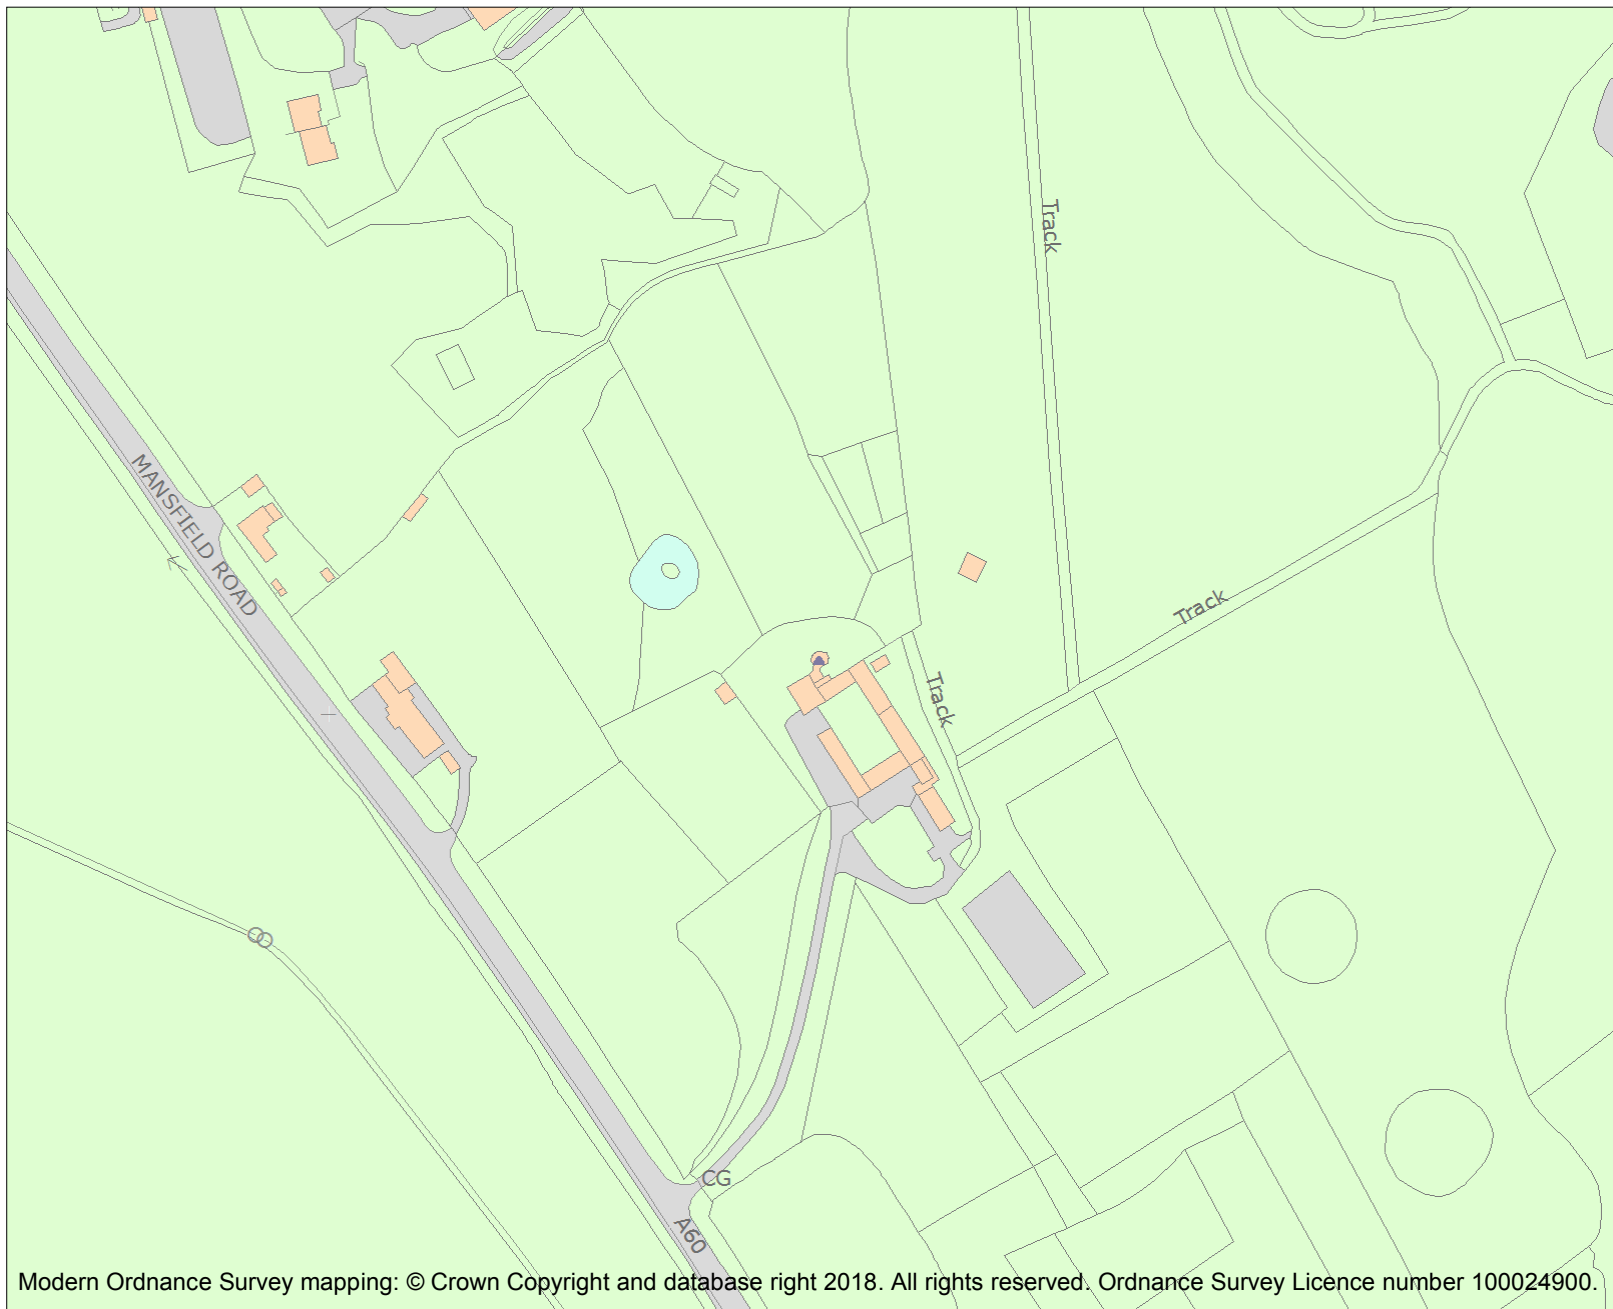 Track
MANSFIELD ROAD
Track
Track
CG
A60
Modern Ordnance Survey mapping: © Crown Copyright and database right 2018. All rights reserved. Ordnance Survey Licence number 100024900.